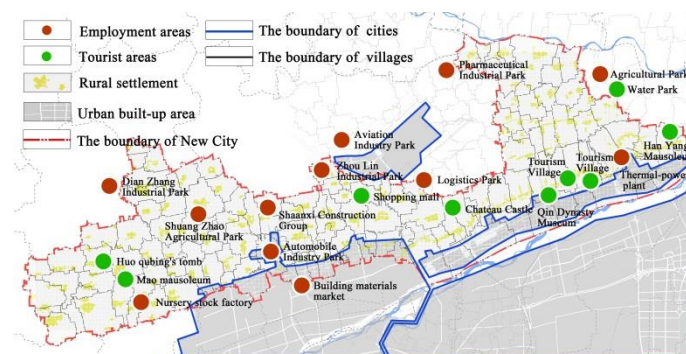 Employment areas
Tourist areas
Rural settlement
Urban built-up area
The boundary of New City
The boundary of cities
The boundary of villages
Pharmaceutical
Industrial Park
Agricultural Park
Water Park
Aviation
Industry Park
Han Yang
Mausoleum
Zhou Lin
Industrial Park
Tourism
Village
Tourism
Village
Thermal-power
plant
Dian Zhang
Industrial Park
Logistics Park
Shopping mall
Chateau Castle
Qin Dynasty
Museum
Shuang Zhao
Agricultural Park
Shaanxi Construction
Group
Automobile
Industry Park
Huo qubing's tomb
Mao mausoleum
Nursery stock factory
Building materials
market